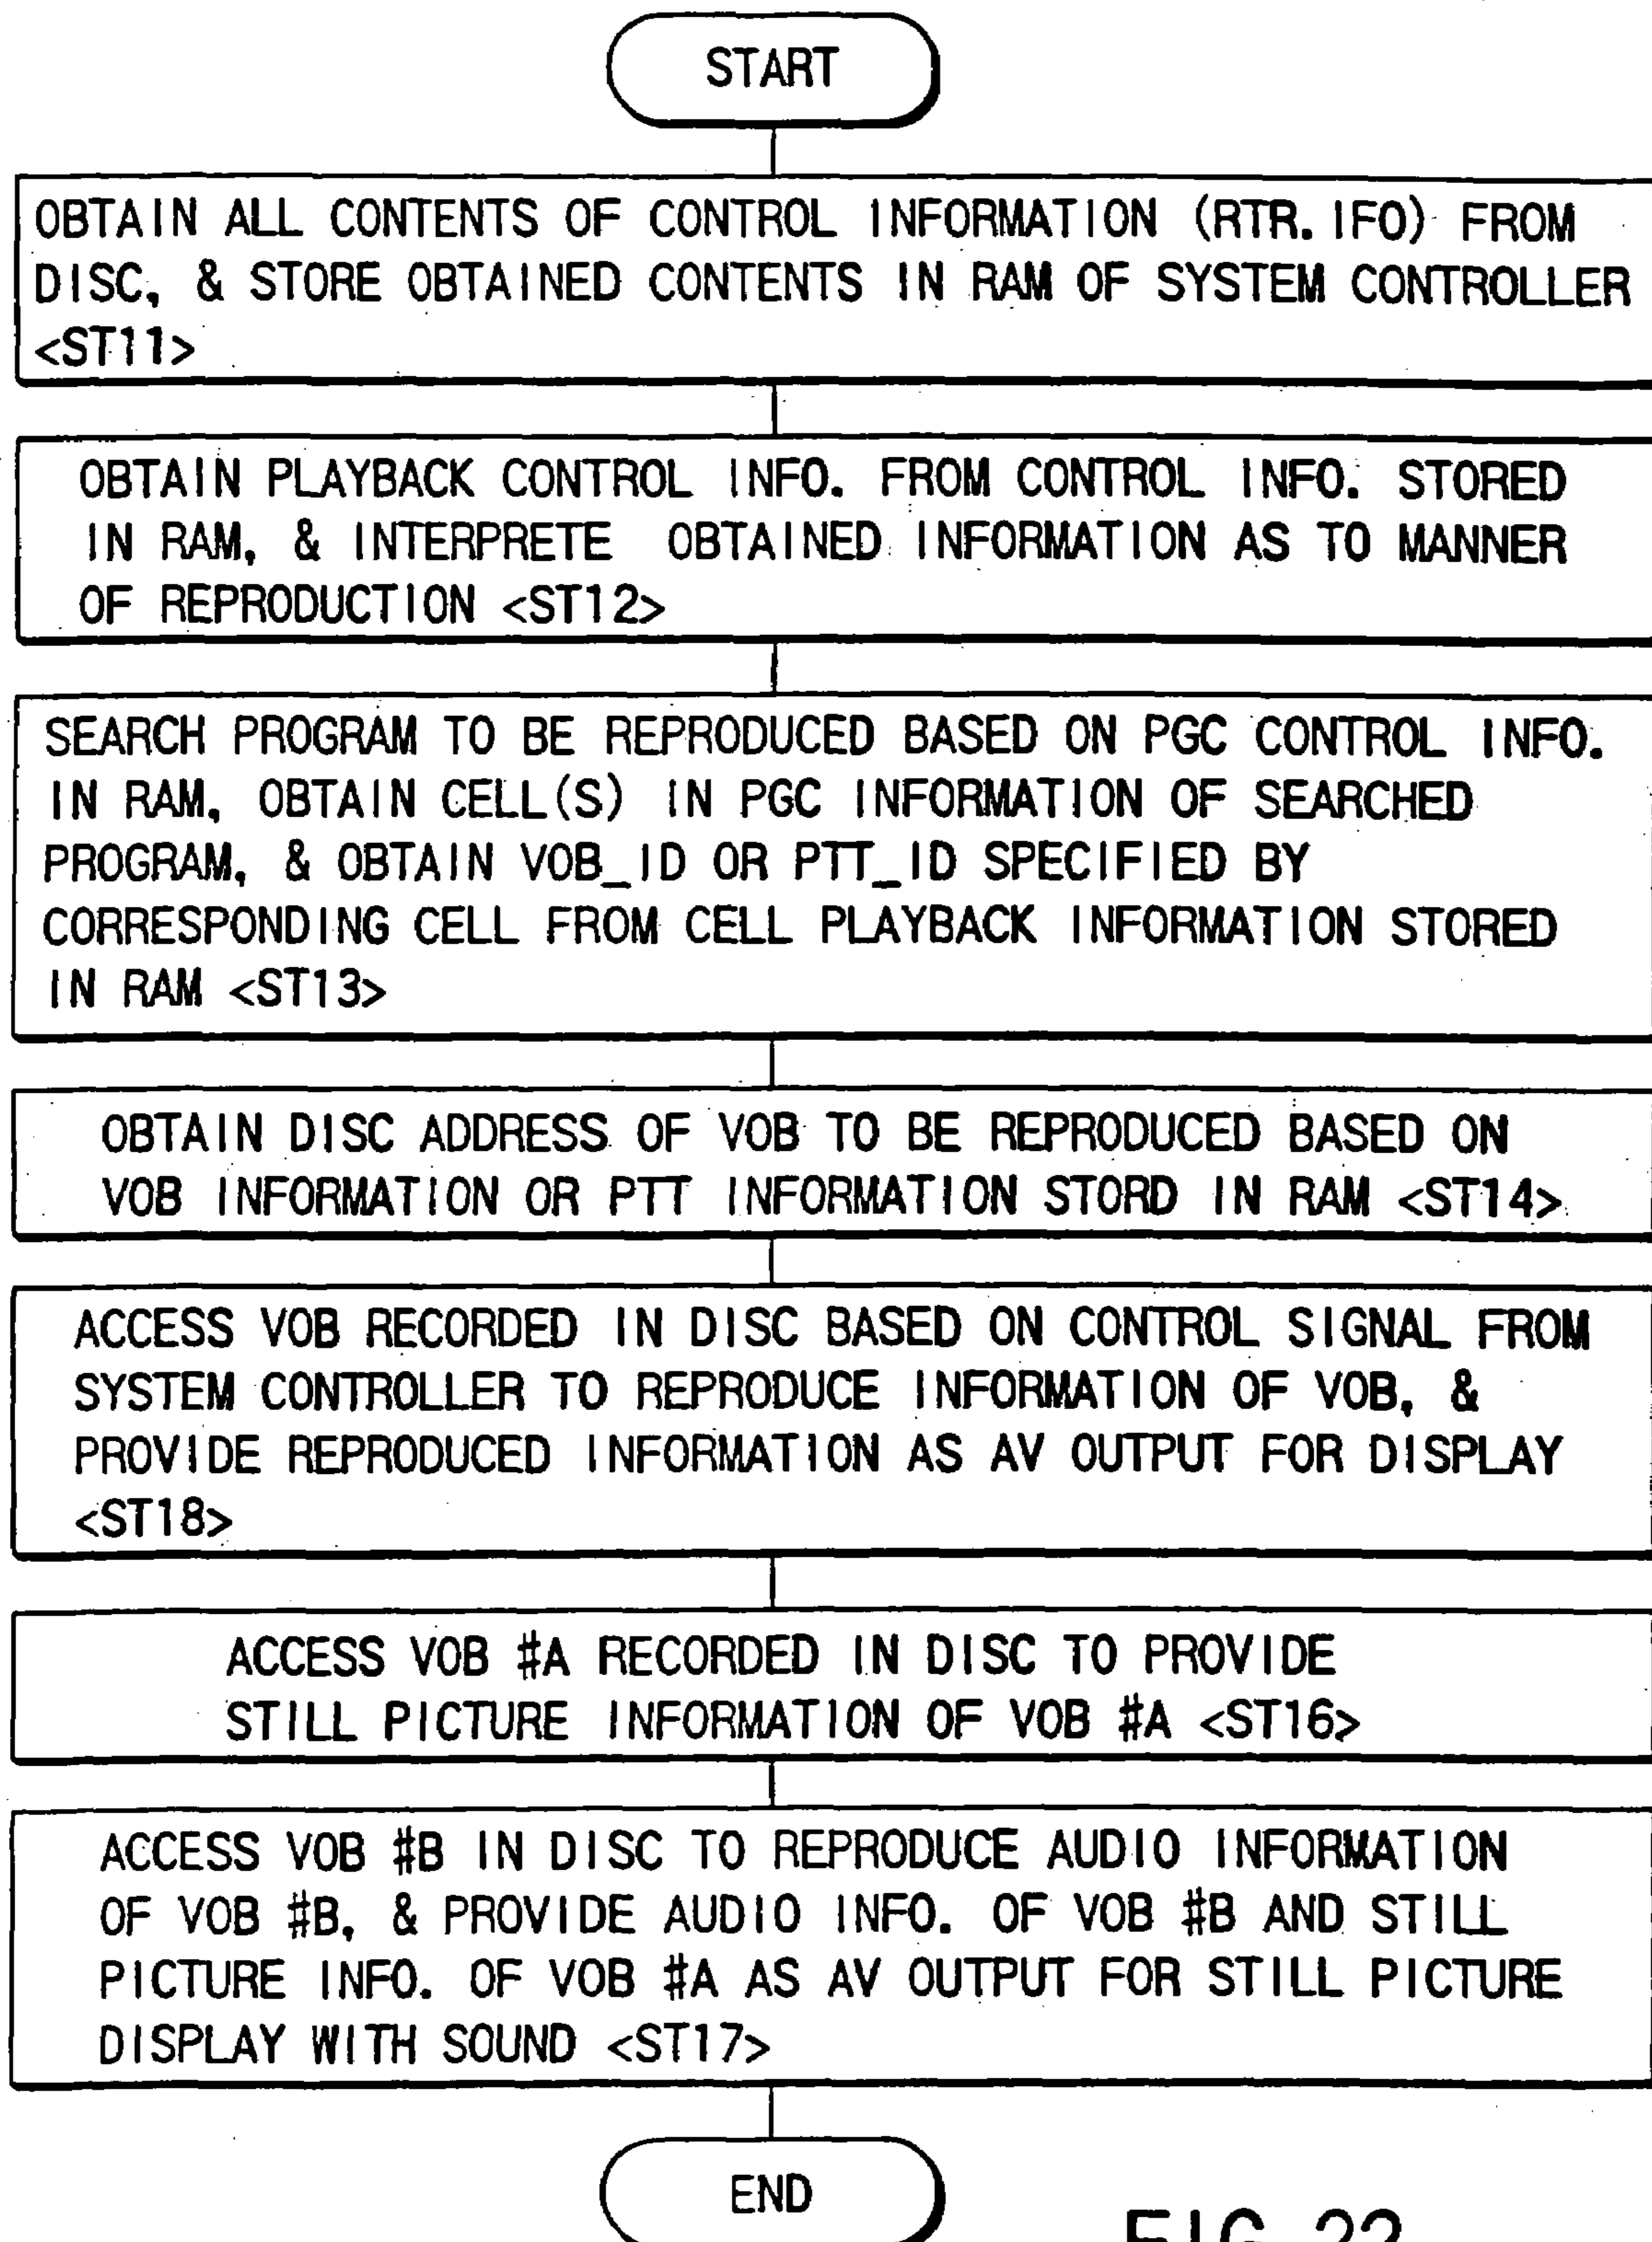 START
OBTAIN ALL CONTENTS OF CONTROL INFORMATION (RTR.IFO) FROM
DISC, & STORE OBTAINED CONTENTS IN RAM OF SYSTEM CONTROLLER
<ST11>
OBTAIN PLAYBACK CONTROL INFO. FROM CONTROL INFO. STORED
IN RAM, & INTERPRETE OBTAINED INFORMATION AS TO MANNER
OF REPRODUCTION <ST12>
SEARCH PROGRAM TO BE REPRODUCED BASED ON PGC CONTROL INFO.
IN RAM, OBTAIN CELL(S) IN PGC INFORMATION OF SEARCHED
PROGRAM, & OBTAIN VOB_ID OR PTT_ID SPECIFIED BY
CORRESPONDING CELL FROM CELL PLAYBACK INFORMATION STORED
IN RAM <ST13>
OBTAIN DISC ADDRESS OF VOB TO BE REPRODUCED BASED ON
VOB INFORMATION OR PTT INFORMATION STORD IN RAM <ST14>
ACCESS VOB RECORDED IN DISC BASED ON CONTROL SIGNAL FROM
SYSTEM CONTROLLER TO REPRODUCE INFORMATION OF VOB, &
PROVIDE REPRODUCED INFORMATION AS AV OUTPUT FOR DISPLAY
<ST18>
ACCESS VOB #A RECORDED IN DISC TO PROVIDE
STILL PICTURE INFORMATION OF VOB #A <ST16>
ACCESS VOB #B IN DISC TO REPRODUCE AUDIO INFORMATION
OF VOB #B, & PROVIDE AUDIO INFO. OF VOB #B AND STILL
PICTURE INFO. OF VOB #A AS AV OUTPUT FOR STILL PICTURE
DISPLAY WITH SOUND <ST17>
END